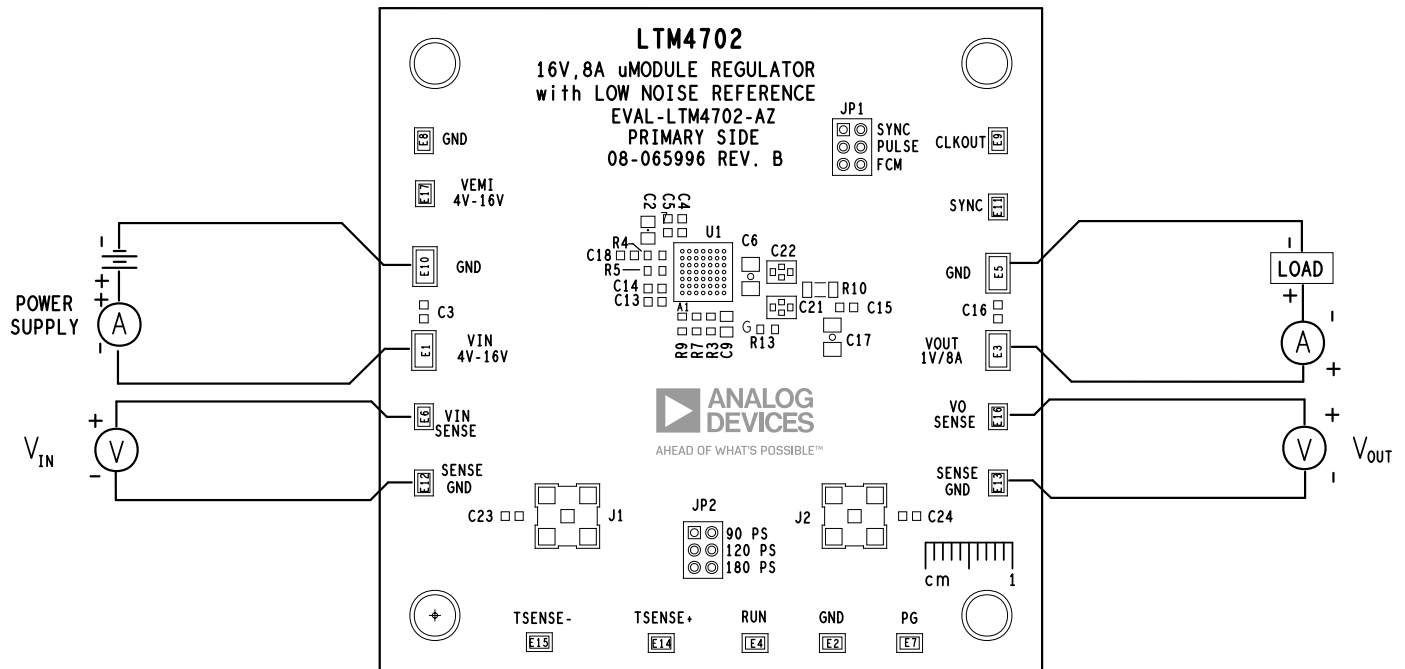 LTM4702
16V,8A uMODULE REGULATOR
with LOW NOISE REFERENCE
EVAL-LTM4702-AZ
PRIMARY SIDE
08-065996 REV. B
JP1
SYNC
PULSE
FCM
E8 GND
E17 VEMI
4V-16V
CLKOUT E9
SYNC E11
POWER
SUPPLY
-
+
+
A
-
E10 GND
C3
E1 VIN
4V-16V
C2
7
C5
C4
U1
R4
C18
R5
C14
C13
A1
R9
R7
R3
C9
C6
C22
R10
C21
C15
G
R13
C17
GND E5
C16
VOUT
1V/8A
E3
-
LOAD
+
-
A
+
V_IN
+
V
-
E6 VIN
SENSE
E12 SENSE
GND
ANALOG
DEVICES
AHEAD OF WHAT'S POSSIBLE™
VO
SENSE
E16
SENSE
GND
E13
+
V
-
V_OUT
C23
J1
JP2
90 PS
120 PS
180 PS
J2
C24
cm 1
TSENSE-
E15
TSENSE+
E14
RUN
E4
GND
E2
PG
E7